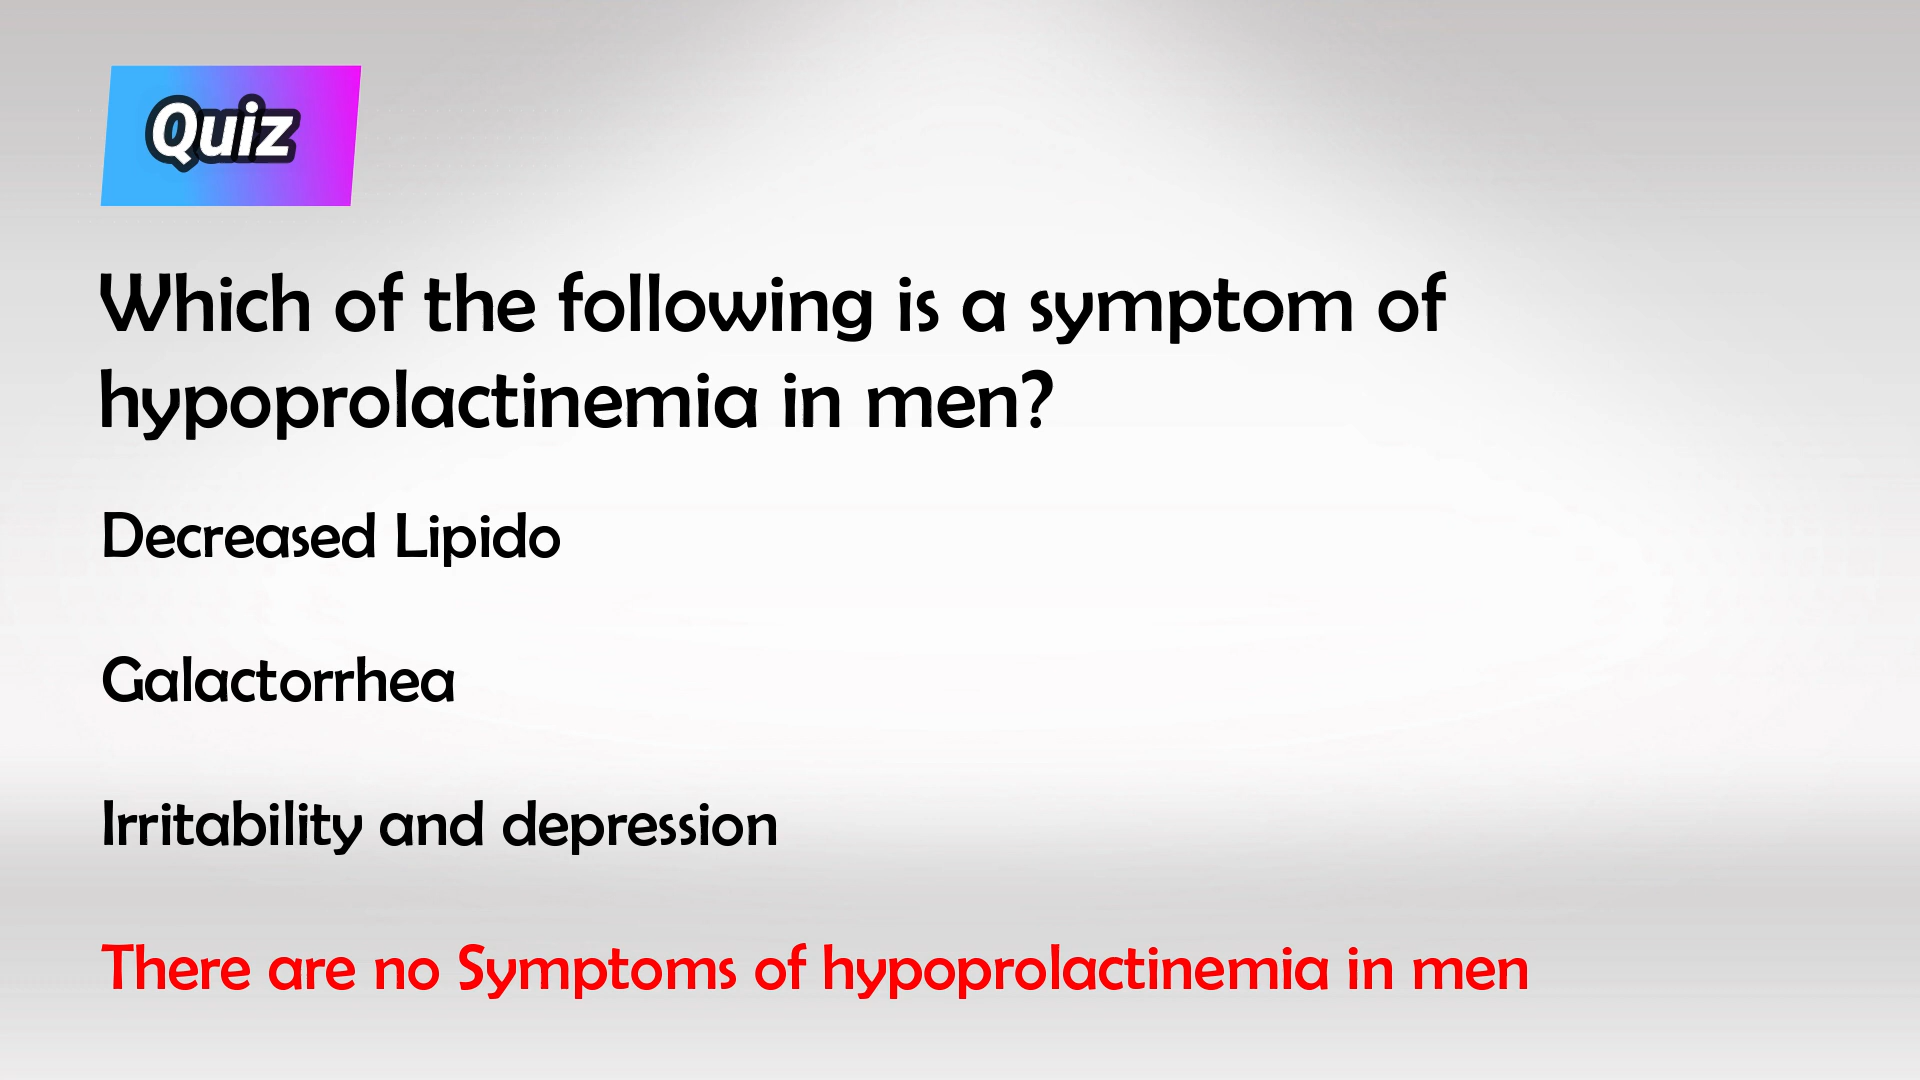 Quiz
Which of the following is a symptom of
hypoprolactinemia in men?
Decreased Lipido
Galactorrhea
Irritability and depression
There are no Symptoms of hypoprolactinemia in men